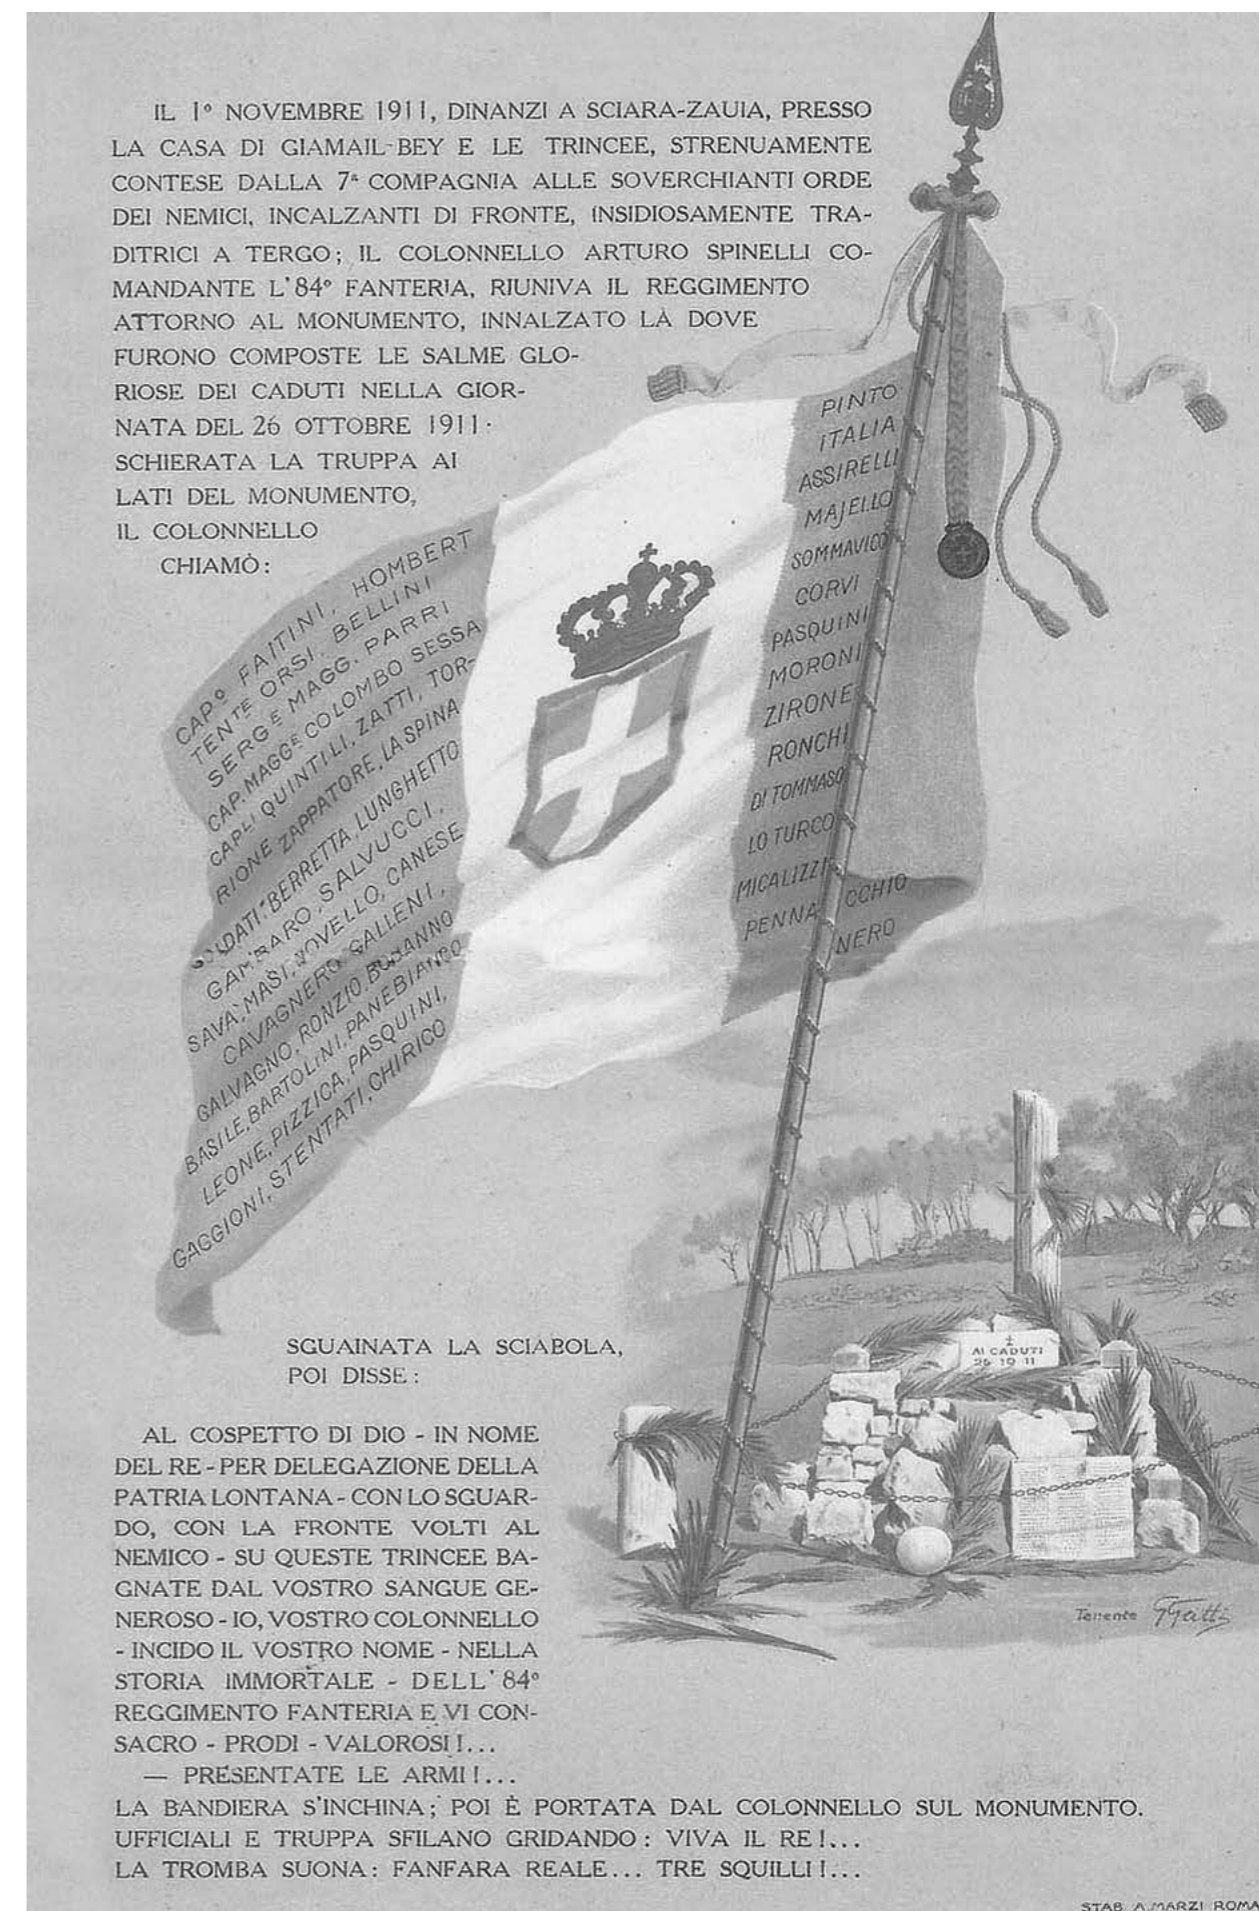 IL 1° NOVEMBRE 1911, DINANZI A SCIARA-ZAUIA, PRESSO
LA CASA DI GIAMAIL-BEY E LE TRINCEE, STRENUAMENTE
CONTESE DALLA 7ª COMPAGNIA ALLE SOVERCHIANTI ORDE
DEI NEMICI, INCALZANTI DI FRONTE, INSIDIOSAMENTE TRA-
DITRICI A TERGO; IL COLONNELLO ARTURO SPINELLI CO-
MANDANTE L'84° FANTERIA, RIUNIVA IL REGGIMENTO
ATTORNO AL MONUMENTO, INNALZATO LÀ DOVE
FURONO COMPOSTE LE SALME GLO-
RIOSE DEI CADUTI NELLA GIOR-
NATA DEL 26 OTTOBRE 1911.
SCHIERATA LA TRUPPA AI
LATI DEL MONUMENTO,
IL COLONNELLO
CHIAMÒ:
CAPº FAITINI, HOMBERT
TENTE ORSI. BELLINI
SERG E MAGG. PARRI
CAP. MAGGE COLOMBO SESSA
CAPLI QUINTILI, ZATTI, TOR-
RIONE ZAPPATORE, LA SPINA
SOLDATI: BERRETTA, LUNGHETTO
GAMBARO, SALVUCCI,
SAVA, MASI, NOVELLO, CANESE
CAVAGNERO GALLENI,
GALVAGNO, RONZIO, BUSANNO
BASILE, BARTOLINI, PANEBIANCO
LEONE, PIZZICA, PASQUINI,
GAGGIONI, STENTATI, CHIRICO
PINTO
ITALIA
ASSIRELLI
MAJELLO
SOMMAVICO
CORVI
PASQUINI
MORONI
ZIRONE
RONCHI
DI TOMMASO
LO TURCO
MICALIZZI
PENNACCHIO
NERO
AI CADUTI
26 10 11
SGUAINATA LA SCIABOLA,
POI DISSE:
AL COSPETTO DI DIO - IN NOME
DEL RE - PER DELEGAZIONE DELLA
PATRIA LONTANA - CON LO SGUAR-
DO, CON LA FRONTE VOLTI AL
NEMICO - SU QUESTE TRINCEE BA-
GNATE DAL VOSTRO SANGUE GE-
NEROSO - IO, VOSTRO COLONNELLO
- INCIDO IL VOSTRO NOME - NELLA
STORIA IMMORTALE - DELL'84°
REGGIMENTO FANTERIA E VI CON-
SACRO - PRODI - VALOROSI!...
— PRESENTATE LE ARMI!...
LA BANDIERA S'INCHINA; POI È PORTATA DAL COLONNELLO SUL MONUMENTO.
UFFICIALI E TRUPPA SFILANO GRIDANDO: VIVA IL RE!...
LA TROMBA SUONA: FANFARA REALE... TRE SQUILLI!...
Tenente GGatti
STAB. A. MARZI ROMA